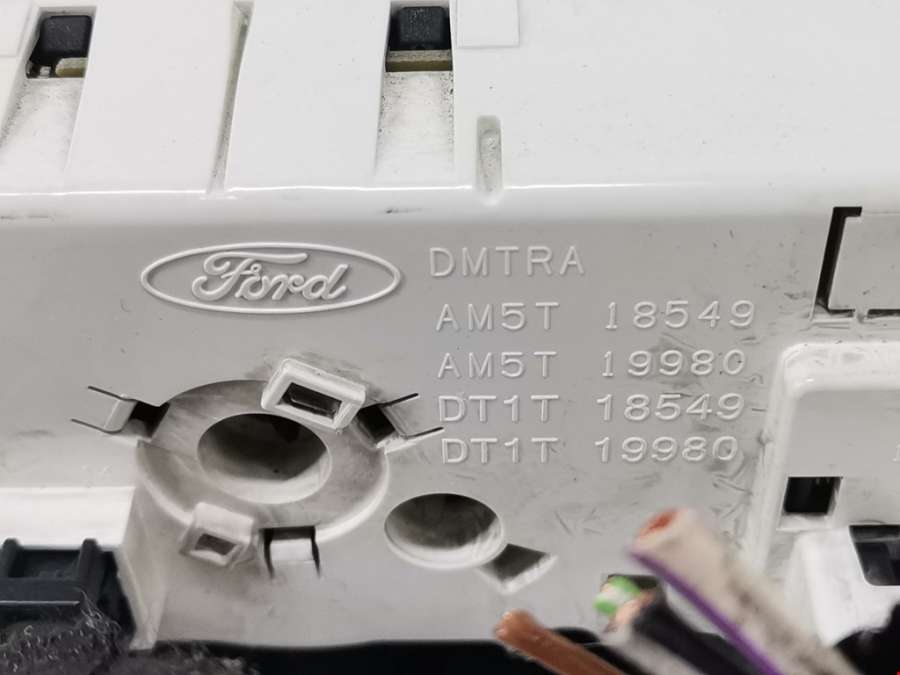 Ford
DMTRA
AM5T 18549
AM5T 19980
DT1T 18549
DT1T 19980